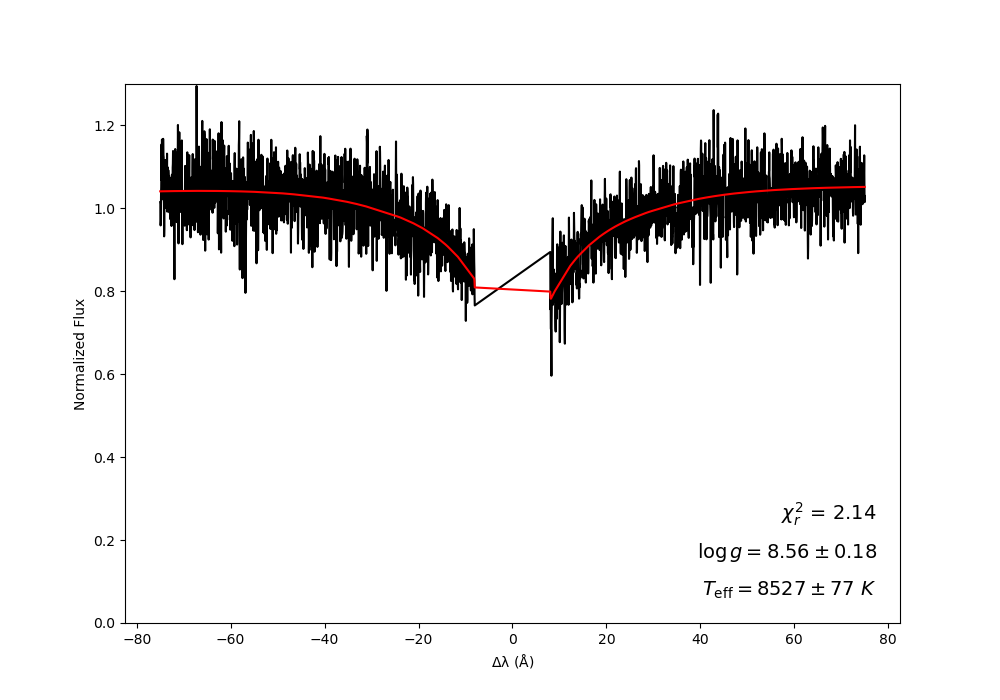 1.2
1.0
0.8
0.6
0.4
0.2
0.0
Normalized Flux
χ²ᵣ = 2.14
log g = 8.56 ± 0.18
T_eff = 8527 ± 77 K
−80 −60 −40 −20 0 20 40 60 80
Δλ (Å)